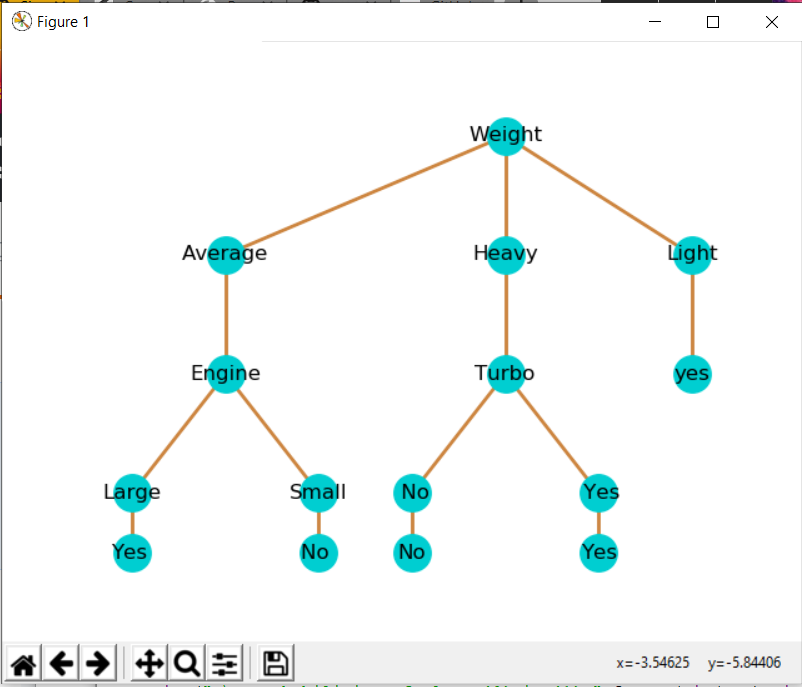 Figure 1
Weight
Average Heavy Light
Engine Turbo yes
Large Small No Yes
Yes No No Yes
x=-3.54625 y=-5.84406